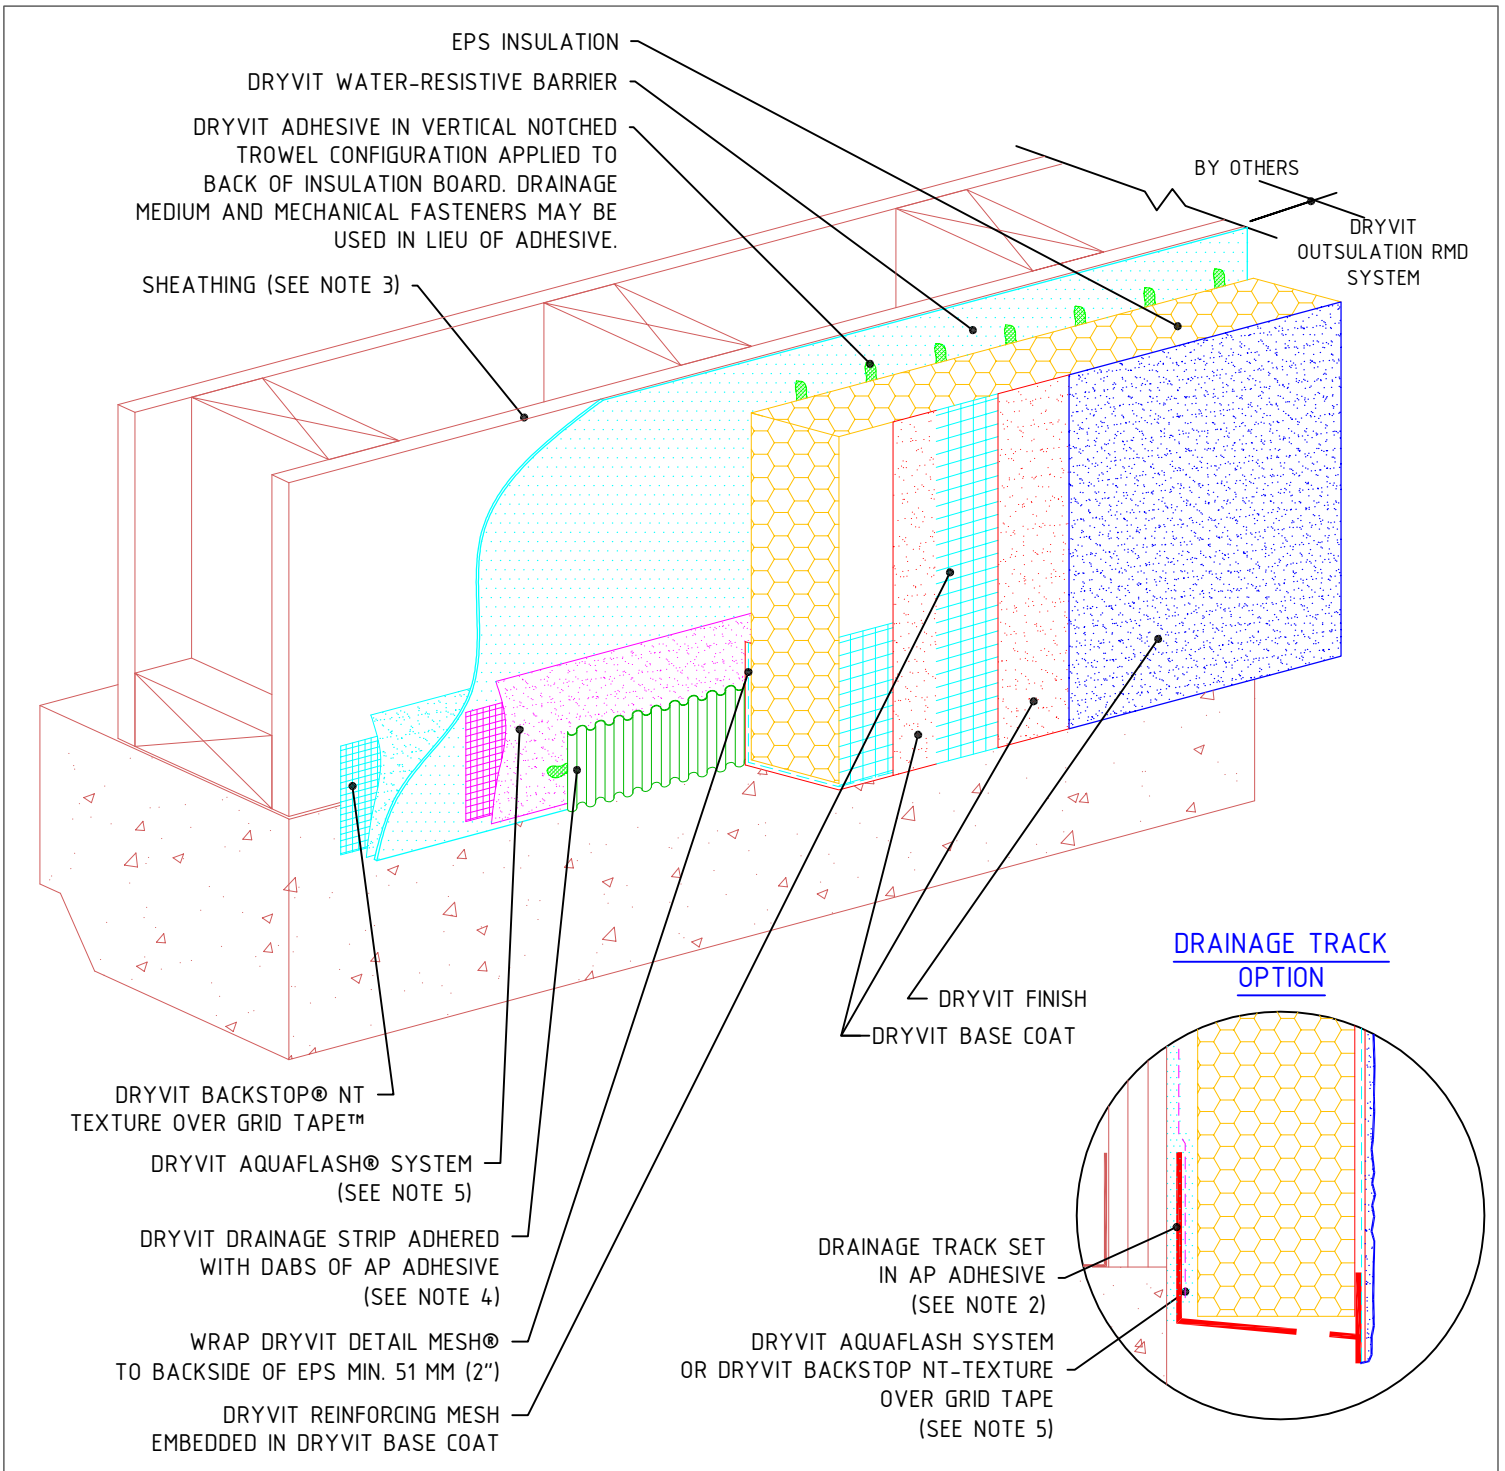 EPS INSULATION
DRYVIT WATER-RESISTIVE BARRIER
DRYVIT ADHESIVE IN VERTICAL NOTCHED
TROWEL CONFIGURATION APPLIED TO
BACK OF INSULATION BOARD. DRAINAGE
MEDIUM AND MECHANICAL FASTENERS MAY BE
USED IN LIEU OF ADHESIVE.
SHEATHING (SEE NOTE 3)
BY OTHERS
DRYVIT
OUTSULATION RMD
SYSTEM
DRYVIT FINISH
DRYVIT BASE COAT
DRYVIT BACKSTOP® NT
TEXTURE OVER GRID TAPE™
DRYVIT AQUAFLASH® SYSTEM
(SEE NOTE 5)
DRYVIT DRAINAGE STRIP ADHERED
WITH DABS OF AP ADHESIVE
(SEE NOTE 4)
WRAP DRYVIT DETAIL MESH®
TO BACKSIDE OF EPS MIN. 51 MM (2")
DRYVIT REINFORCING MESH
EMBEDDED IN DRYVIT BASE COAT
DRAINAGE TRACK
OPTION
DRAINAGE TRACK SET
IN AP ADHESIVE
(SEE NOTE 2)
DRYVIT AQUAFLASH SYSTEM
OR DRYVIT BACKSTOP NT-TEXTURE
OVER GRID TAPE
(SEE NOTE 5)